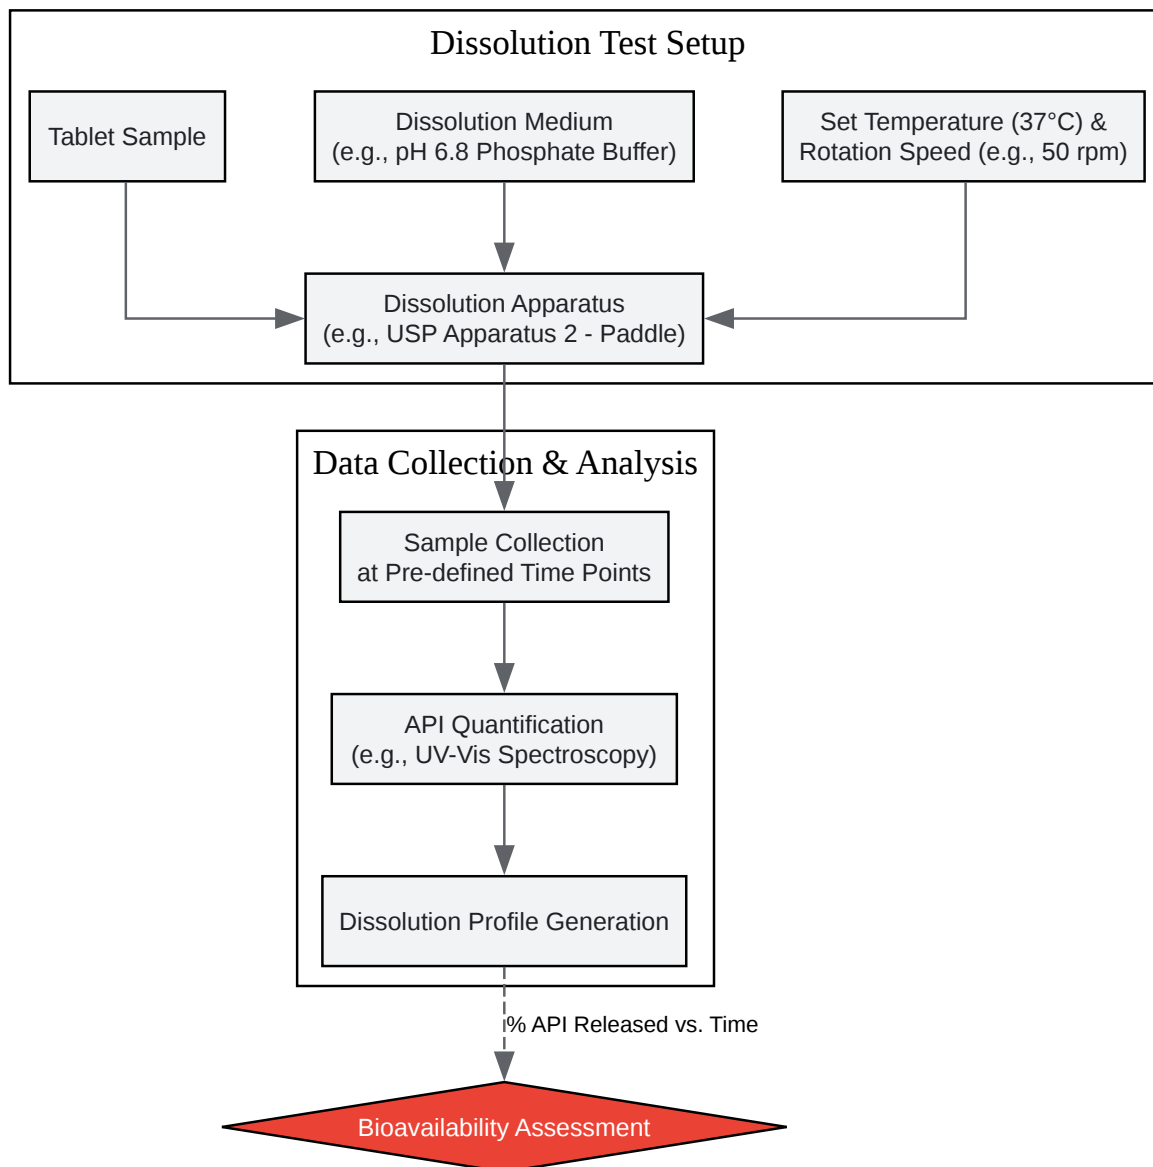 Dissolution Test Setup
Tablet Sample
Dissolution Medium
(e.g., pH 6.8 Phosphate Buffer)
Set Temperature (37°C) &
Rotation Speed (e.g., 50 rpm)
Dissolution Apparatus
(e.g., USP Apparatus 2 - Paddle)
Data Collection & Analysis
Sample Collection
at Pre-defined Time Points
API Quantification
(e.g., UV-Vis Spectroscopy)
Dissolution Profile Generation
% API Released vs. Time
Bioavailability Assessment